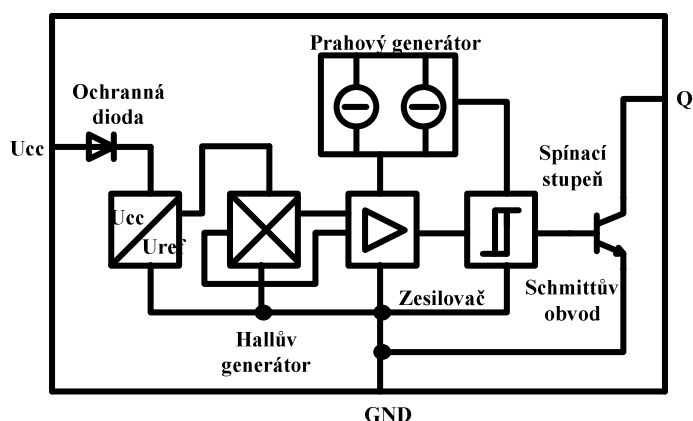 Prahový generátor
Ochranná
dioda
Q
Ucc
Spínací
stupeň
Ucc
Uref
Zesilovač
Schmittův
obvod
Hallův
generátor
GND